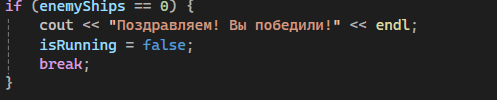 if (enemyShips == 0) {
cout << "Поздравляем! Вы победили!" << endl;
isRunning = false;
break;
}